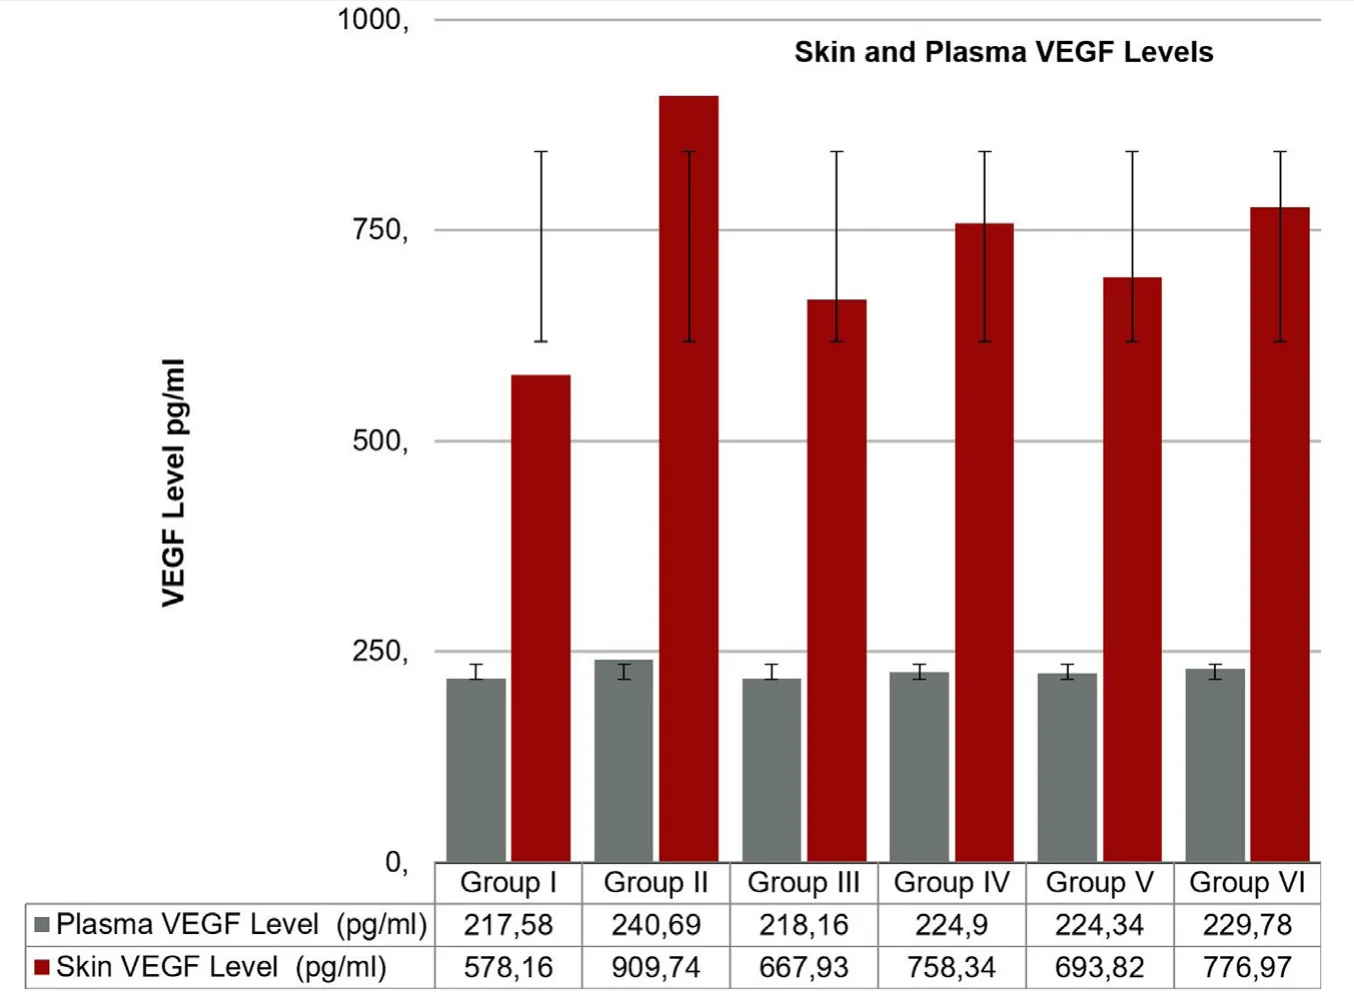 1000,
Skin and Plasma VEGF Levels
750,
500,
250,
0,
VEGF Level pg/ml
Group I Group II Group III Group IV Group V Group VI
Plasma VEGF Level (pg/ml) 217,58 240,69 218,16 224,9 224,34 229,78
Skin VEGF Level (pg/ml) 578,16 909,74 667,93 758,34 693,82 776,97